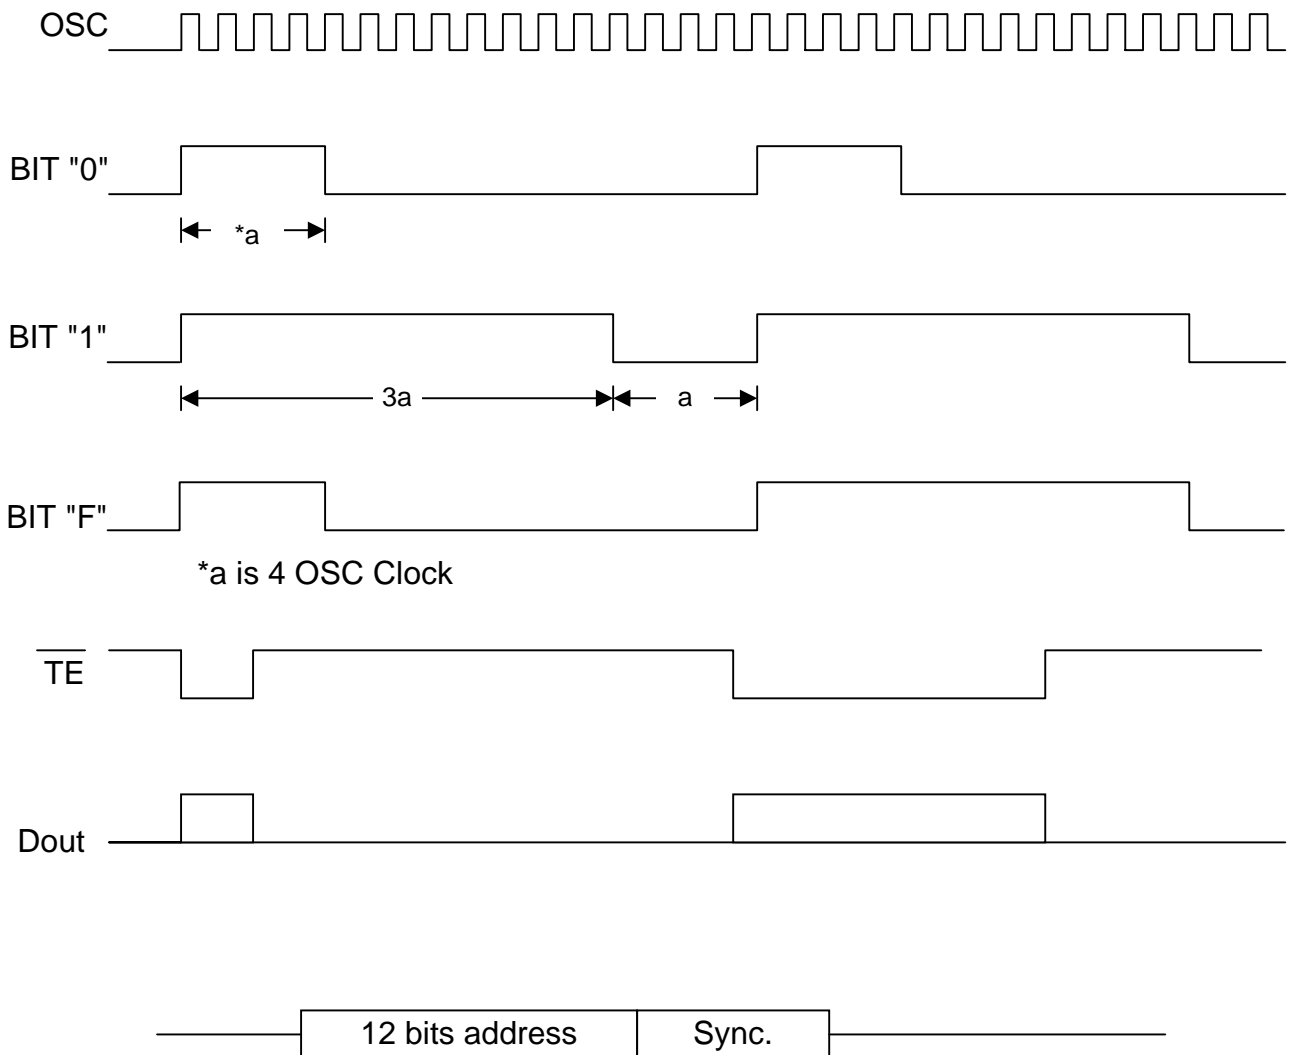 OSC
BIT "0"
*a
BIT "1"
3a
a
BIT "F"
*a is 4 OSC Clock
TE
Dout
12 bits address
Sync.